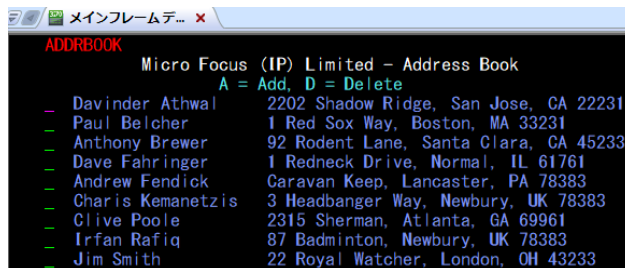 メインフレームデ...
ADDRBOOK
Micro Focus (IP) Limited - Address Book
A = Add, D = Delete
_ Davinder Athwal 2202 Shadow Ridge, San Jose, CA 22231
_ Paul Belcher 1 Red Sox Way, Boston, MA 33231
_ Anthony Brewer 92 Rodent Lane, Santa Clara, CA 45233
_ Dave Fahringer 1 Redneck Drive, Normal, IL 61761
_ Andrew Fendick Caravan Keep, Lancaster, PA 78383
_ Charis Kemanetzis 3 Headbanger Way, Newbury, UK 78383
_ Clive Poole 2315 Sherman, Atlanta, GA 69961
_ Irfan Rafiq 87 Badminton, Newbury, UK 78383
_ Jim Smith 22 Royal Watcher, London, OH 43233